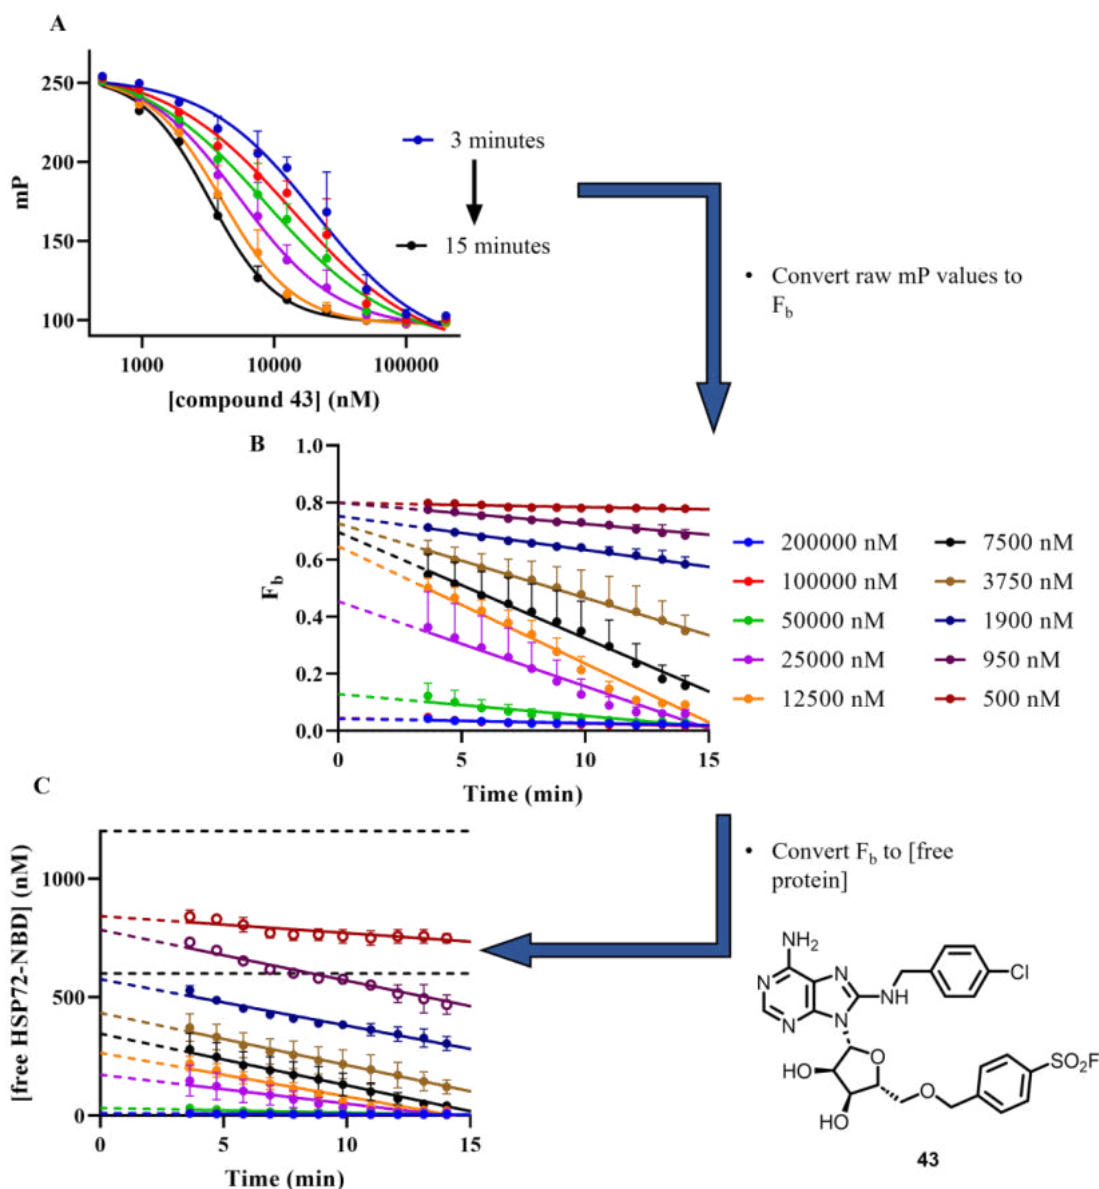 A
250
200
150
100
mP
1000 10000 100000
[compound 43] (nM)
3 minutes
15 minutes
• Convert raw mP values to
F_b
B
1.0
0.8
0.6
0.4
0.2
0.0
F_b
0 5 10 15
Time (min)
200000 nM 7500 nM
100000 nM 3750 nM
50000 nM 1900 nM
25000 nM 950 nM
12500 nM 500 nM
C
1000
500
0
[free HSP72-NBD] (nM)
0 5 10 15
Time (min)
• Convert F_b to [free
protein]
NH2
N
N
N
N
NH
Cl
O
HO
HO
O
SO2F
43